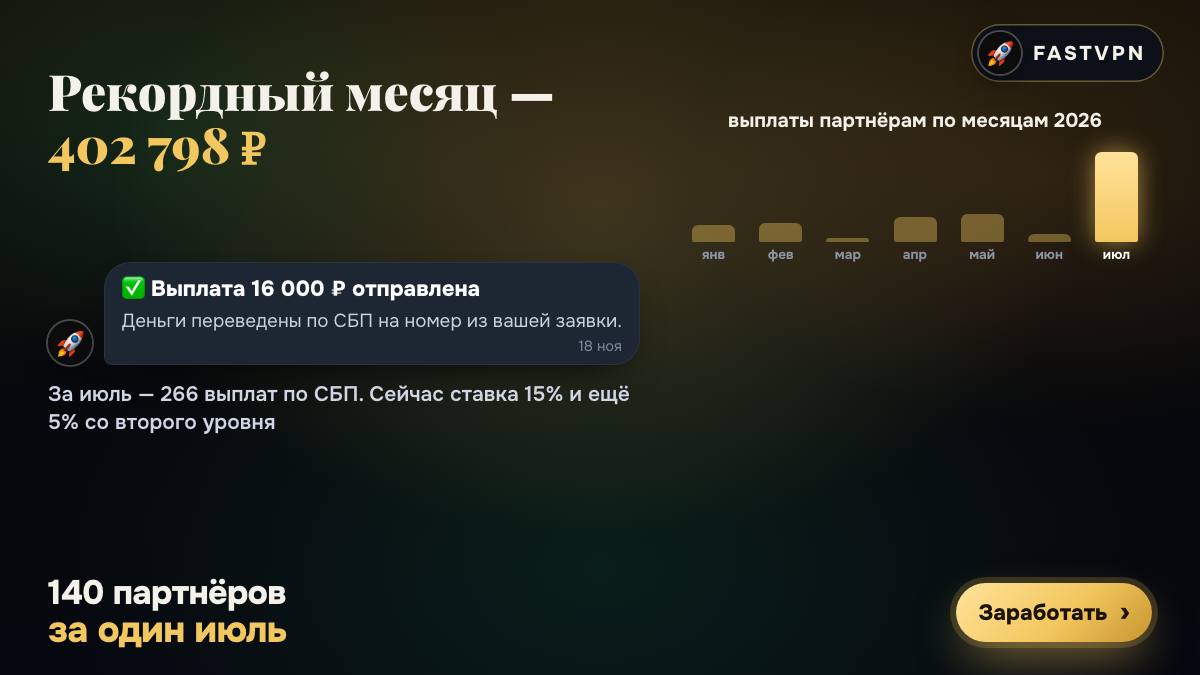 FASTVPN
Рекордный месяц —
402 798 ₽
выплаты партнёрам по месяцам 2026
янв фев мар апр май июн июл
Выплата 16 000 ₽ отправлена
Деньги переведены по СБП на номер из вашей заявки.
18 ноя
За июль — 266 выплат по СБП. Сейчас ставка 15% и ещё
5% со второго уровня
140 партнёров
за один июль
Заработать ›